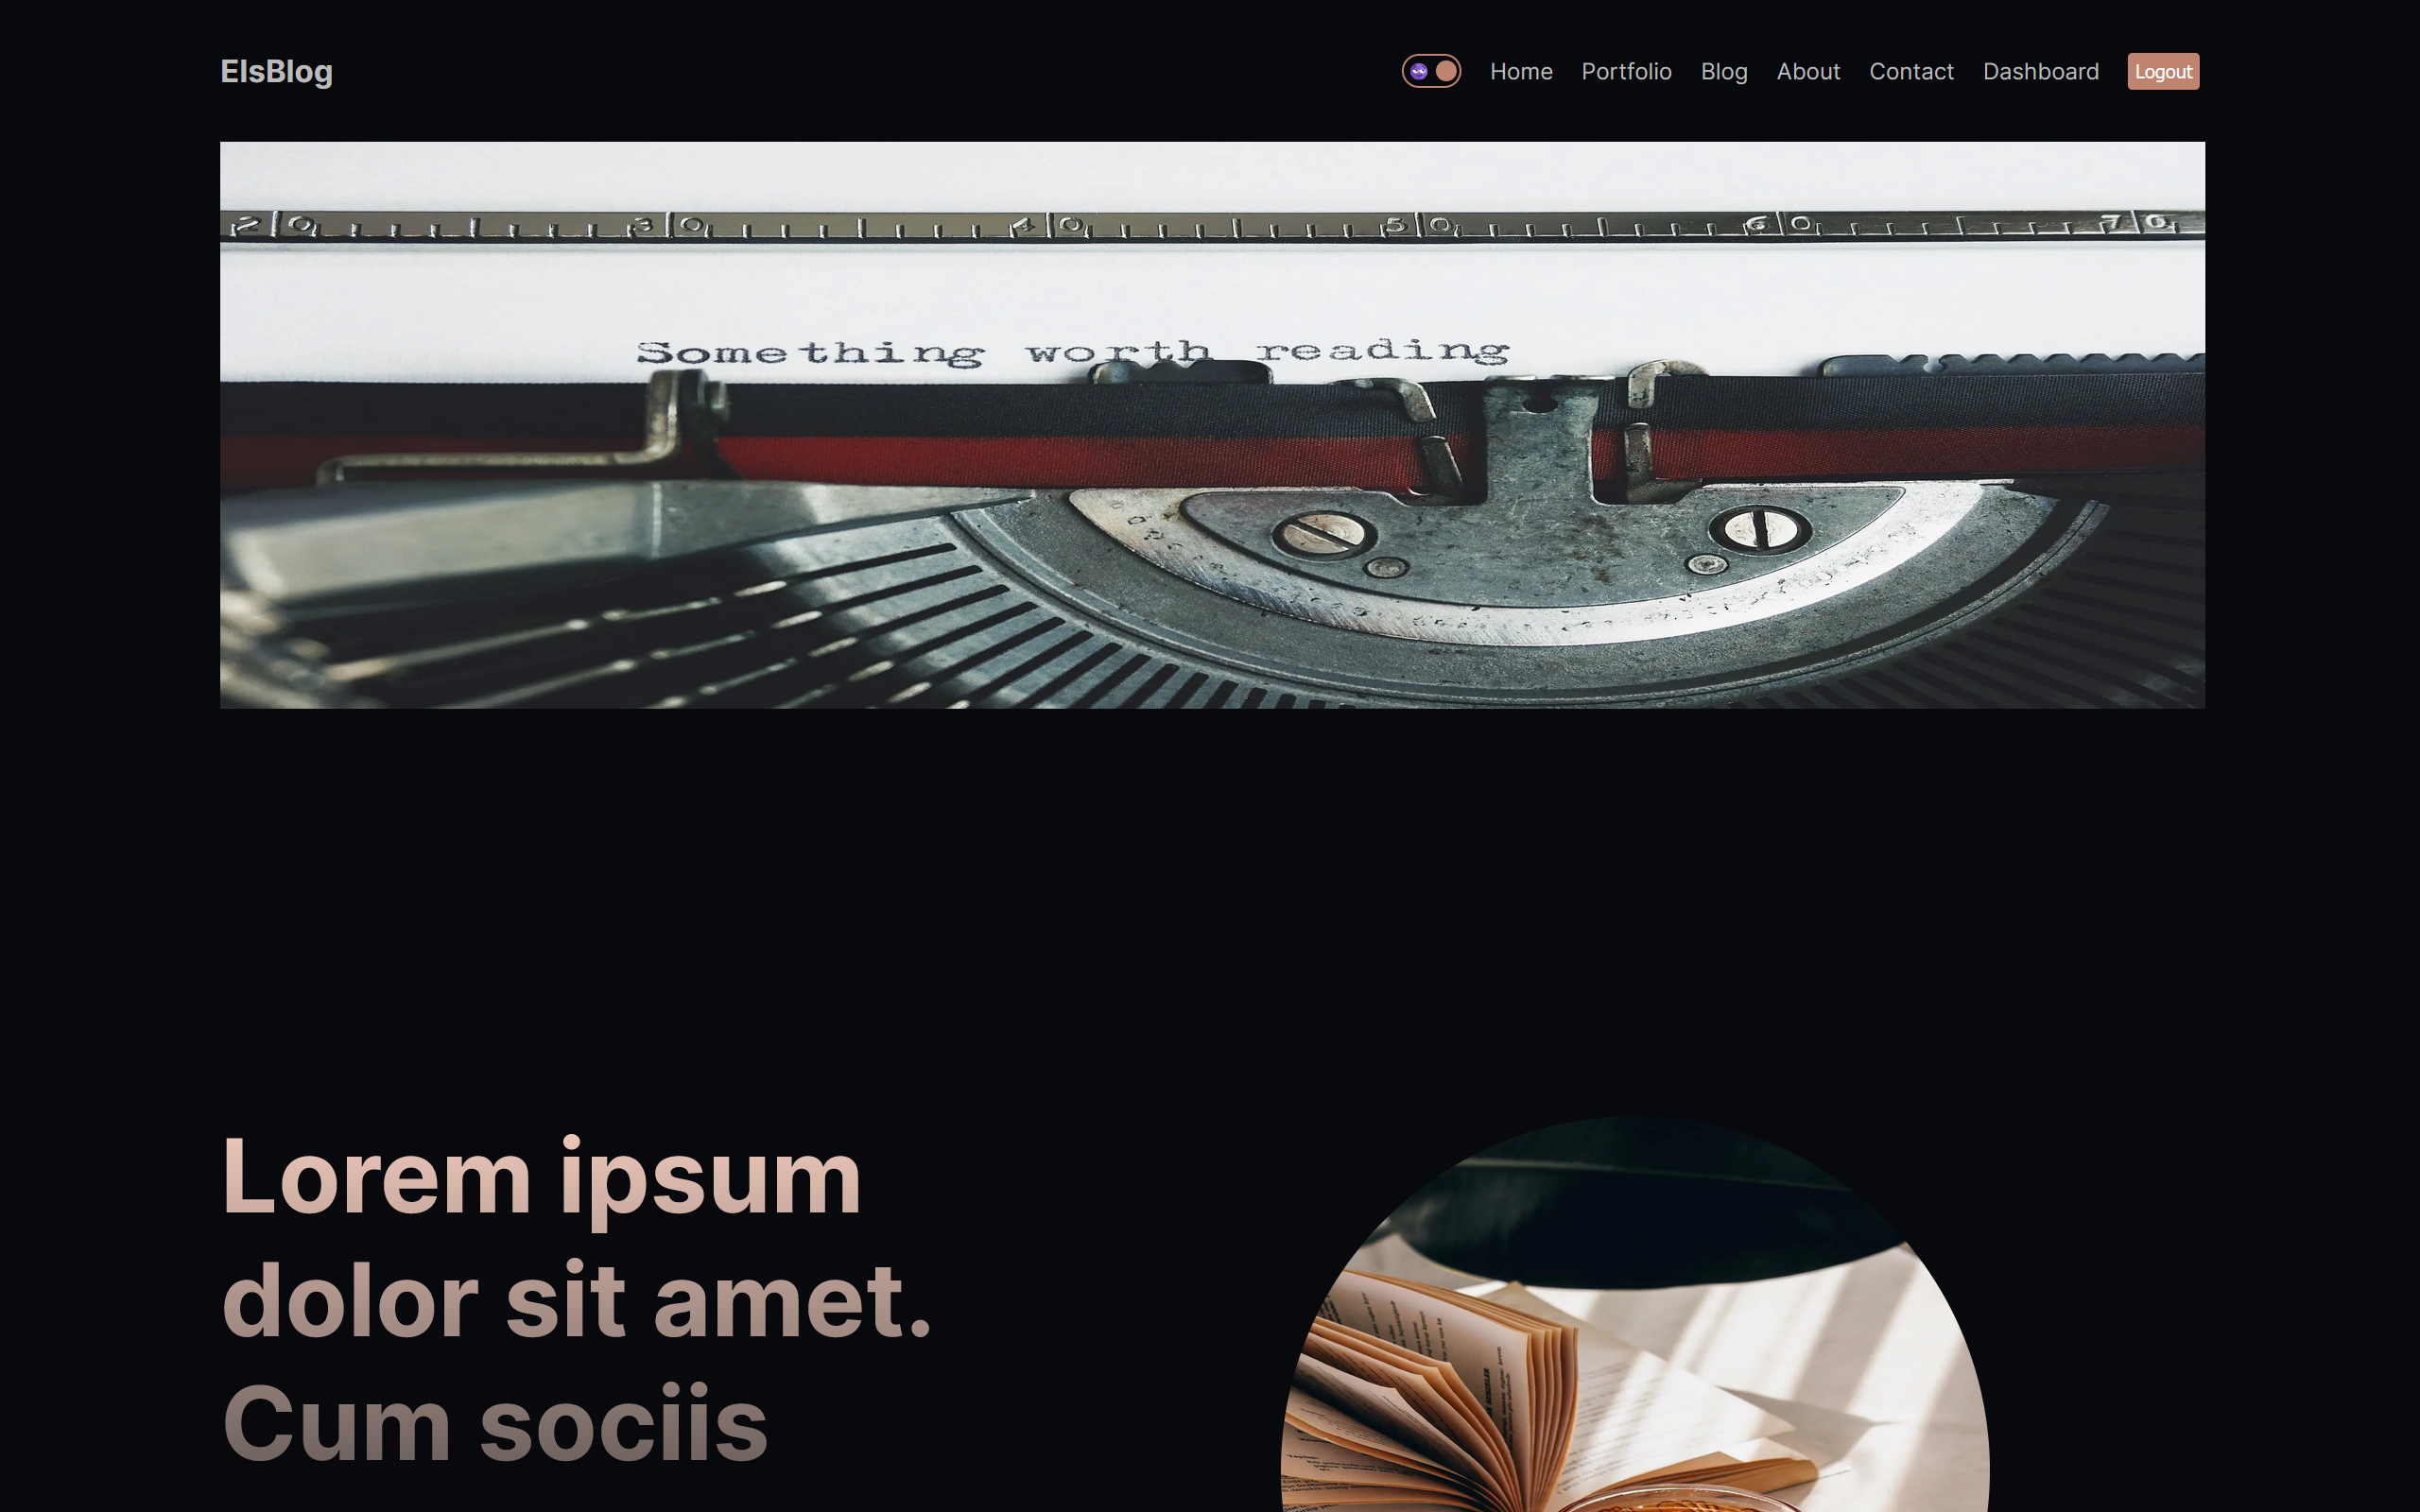 ElsBlog
Home Portfolio Blog About Contact Dashboard Logout
20 30 40 50 60 70
Something worth reading
Lorem ipsum
dolor sit amet.
Cum sociis